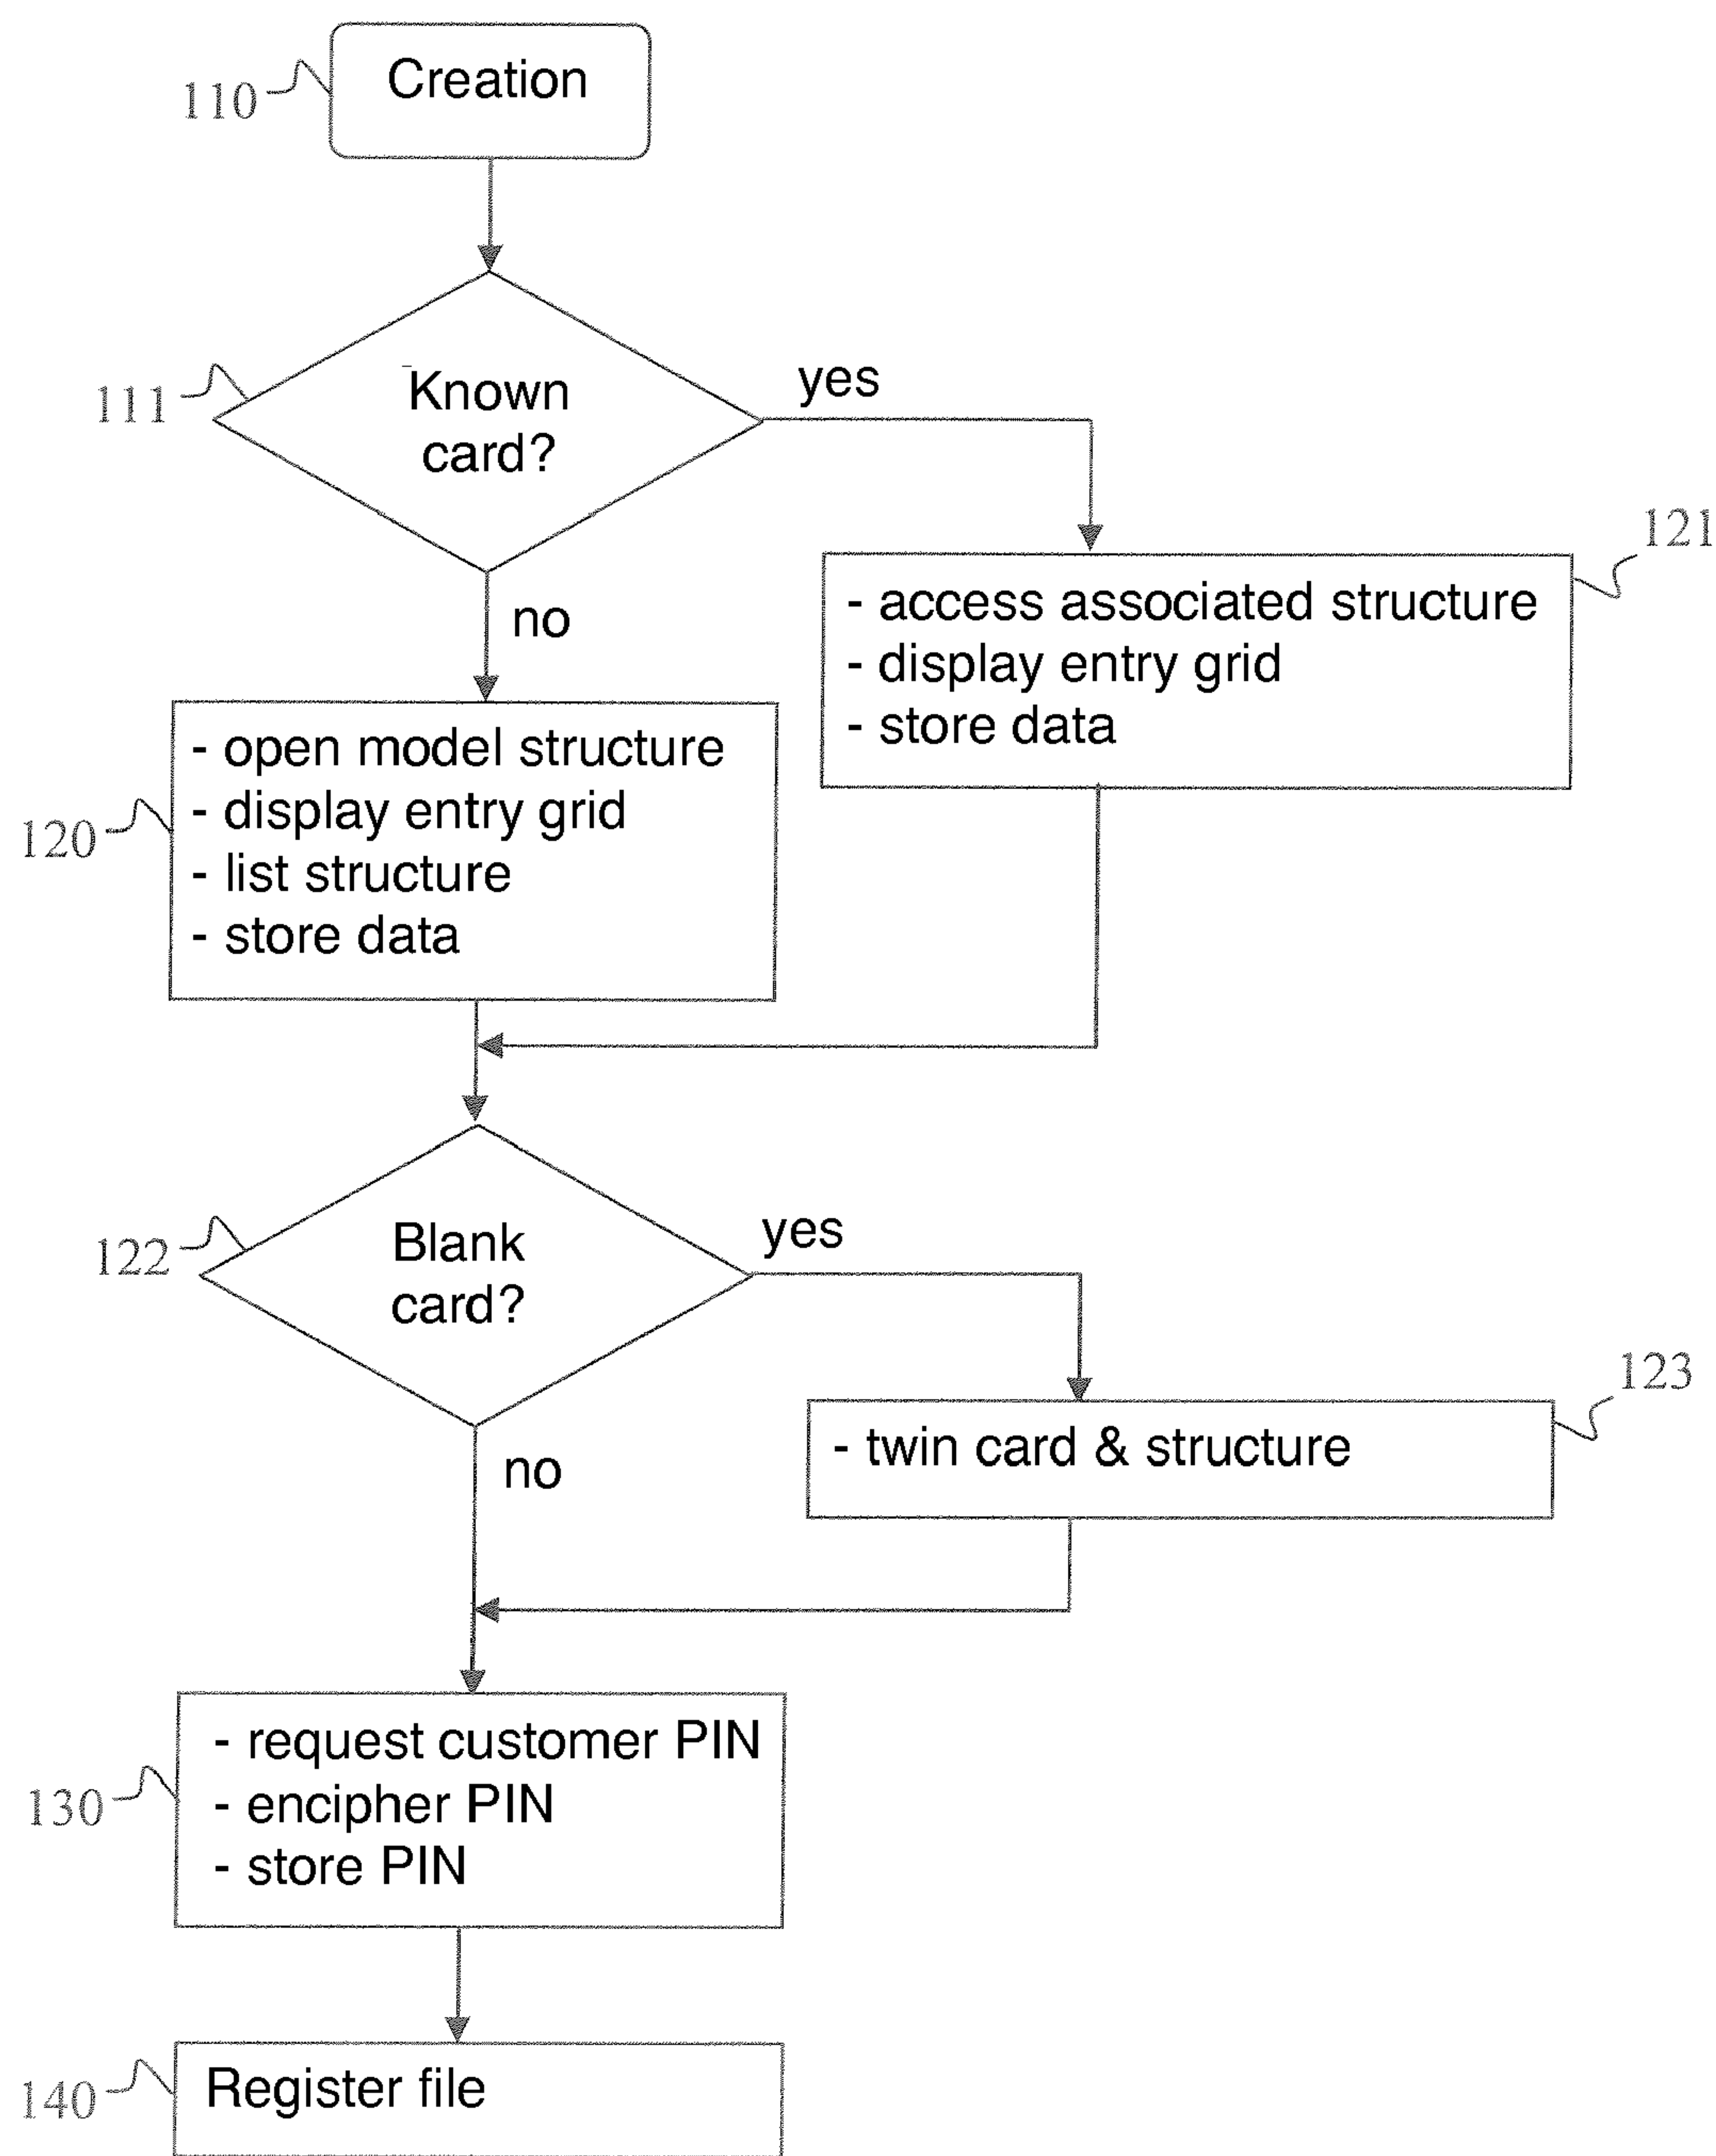 Creation
110
Known
card?
111
yes
no
121
- access associated structure
- display entry grid
- store data
- open model structure
- display entry grid
- list structure
- store data
120
Blank
card?
122
yes
no
123
- twin card & structure
- request customer PIN
- encipher PIN
- store PIN
130
Register file
140